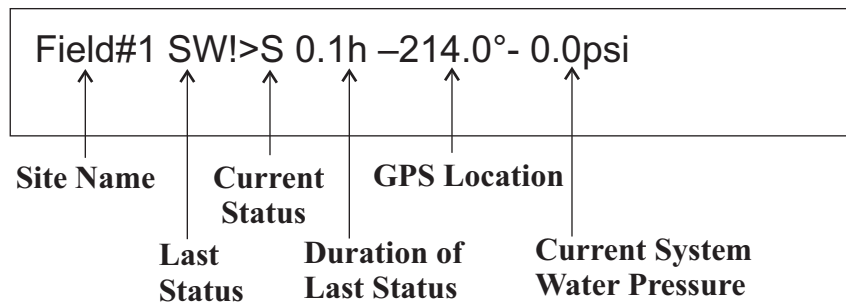 Field#1 SW!>S 0.1h –214.0°- 0.0psi
Site Name
Current
Status
GPS Location
Last
Status
Duration of
Last Status
Current System
Water Pressure